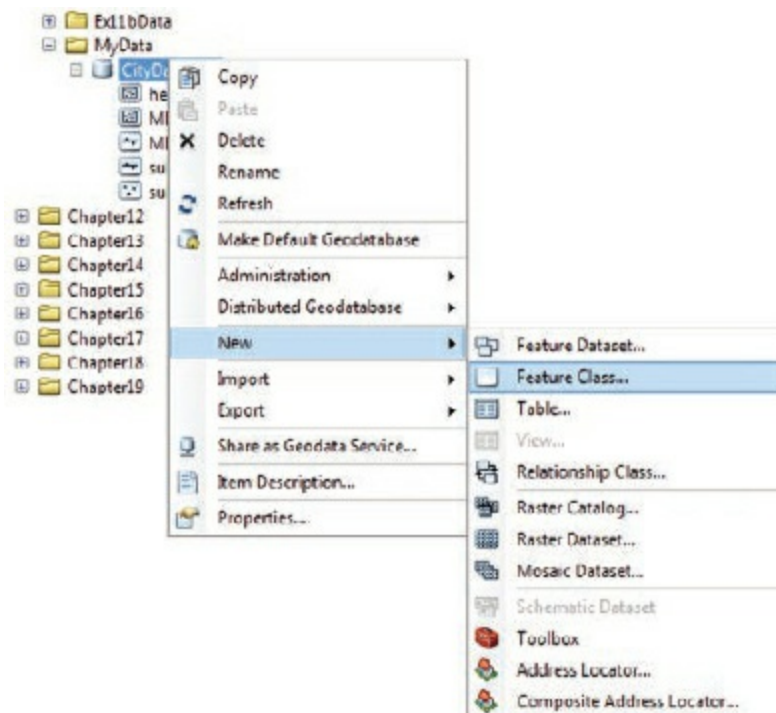 Ex11bData
MyData
CityDa
he
MI
MI
su
su
Chapter12
Chapter13
Chapter14
Chapter15
Chapter16
Chapter17
Chapter18
Chapter19
Copy
Paste
Delete
Rename
Refresh
Make Default Geodatabase
Administration
Distributed Geodatabase
New
Import
Export
Share as Geodata Service...
Item Description...
Properties...
Feature Dataset...
Feature Class...
Table...
View...
Relationship Class...
Raster Catalog...
Raster Dataset...
Mosaic Dataset...
Schematic Dataset
Toolbox
Address Locator...
Composite Address Locator...